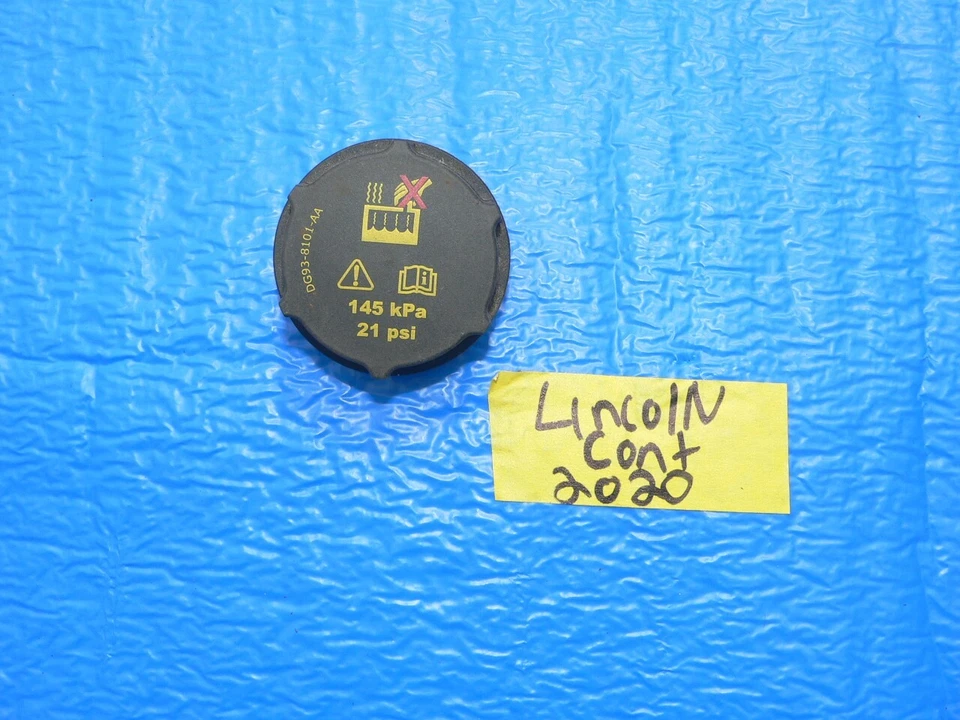 DG93-8101-AA
145 kPa
21 psi
LincolN
Cont
2020